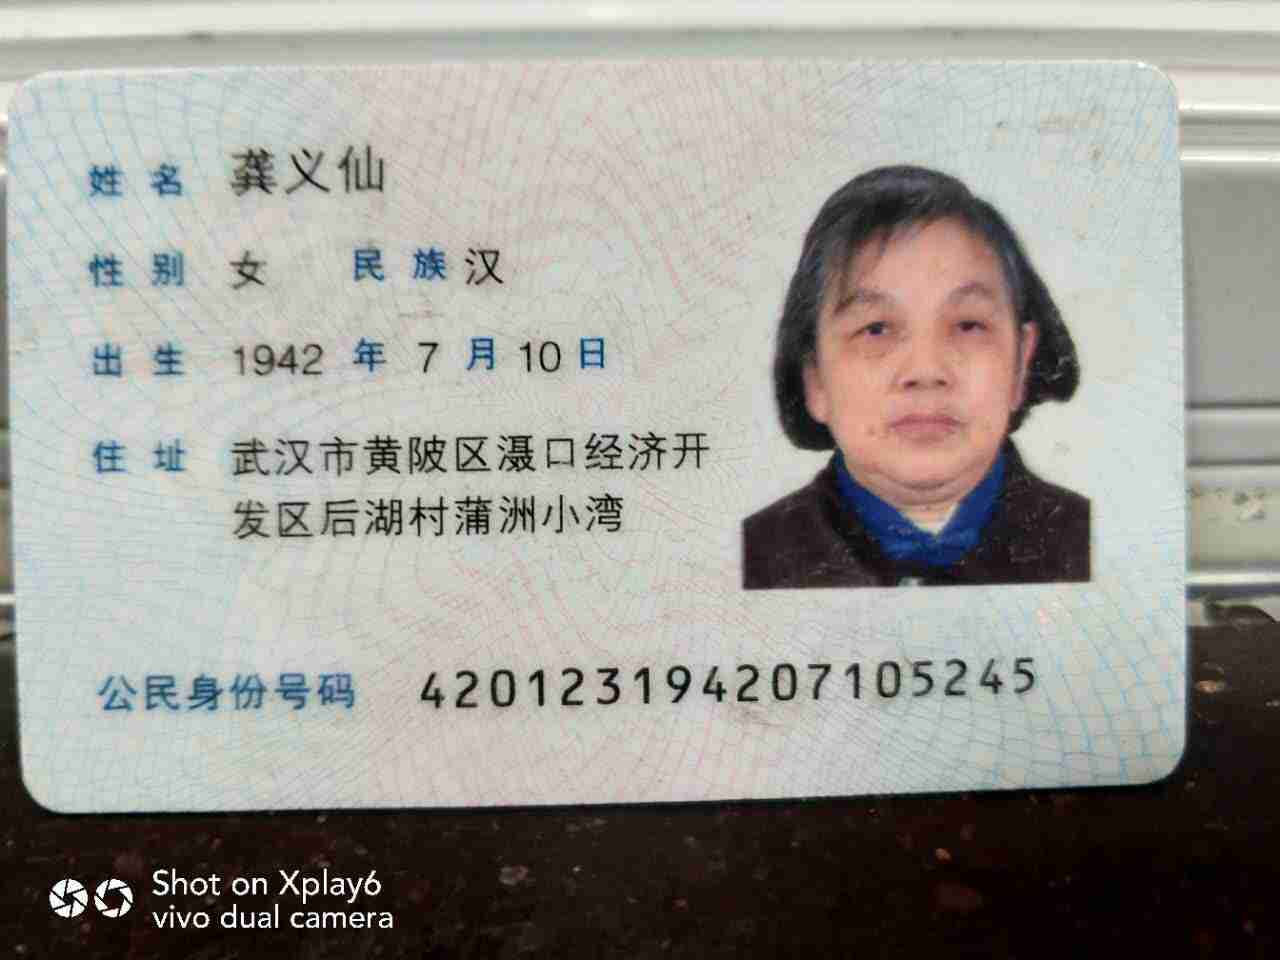 姓名 龚义仙
性别 女 民族 汉
出生 1942 年 7 月 10 日
住址 武汉市黄陂区滠口经济开
发区后湖村蒲洲小湾
公民身份号码 420123194207105245
Shot on Xplay6
vivo dual camera